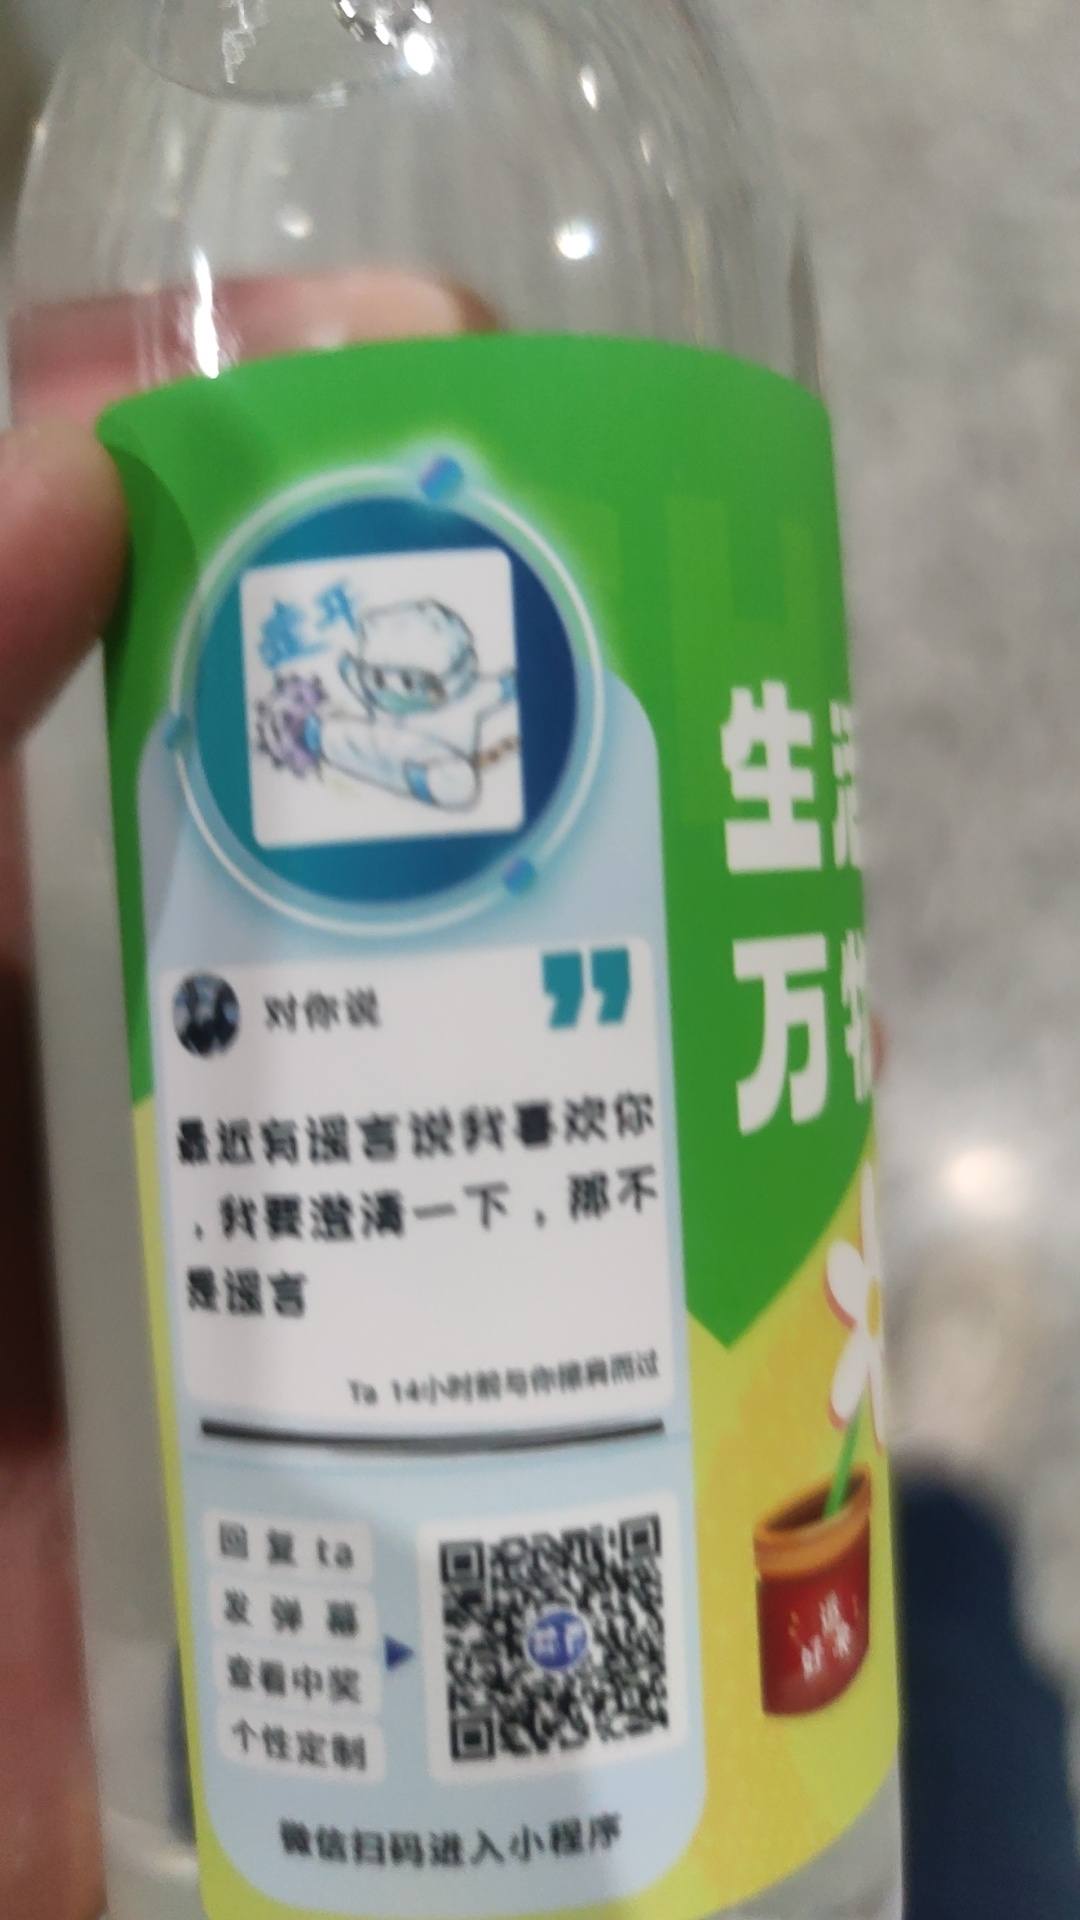 对你说
最近有谣言说我喜欢你
，我要澄清一下，那不
是谣言
Ta 14小时前与你擦肩而过
回复ta
发弹幕
查看中奖
个性定制
微信扫码进入小程序
生活
万物